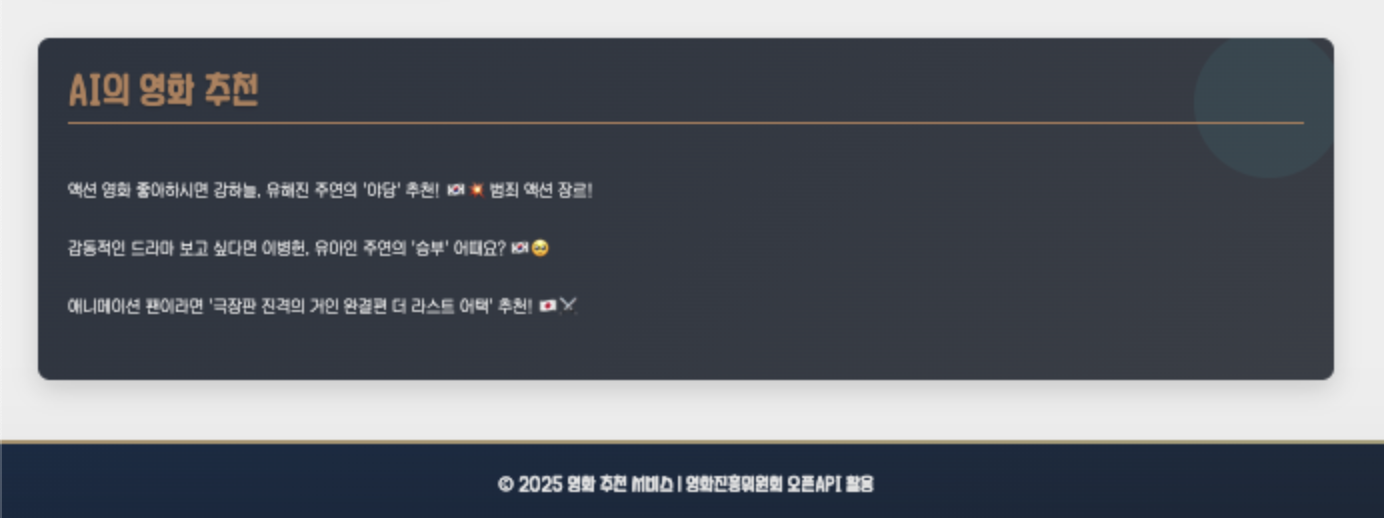 AI의 영화 추천
액션 영화 좋아하시면 강하늘, 유해진 주연의 '야당' 추천! 🇰🇷💥 범죄 액션 장르!
감동적인 드라마 보고 싶다면 이병헌, 유아인 주연의 '승부' 어때요? 🇰🇷🥹
애니메이션 팬이라면 '극장판 진격의 거인 완결편 더 라스트 어택' 추천! 🇯🇵⚔️
© 2025 영화 추천 서비스 | 영화진흥위원회 오픈API 활용